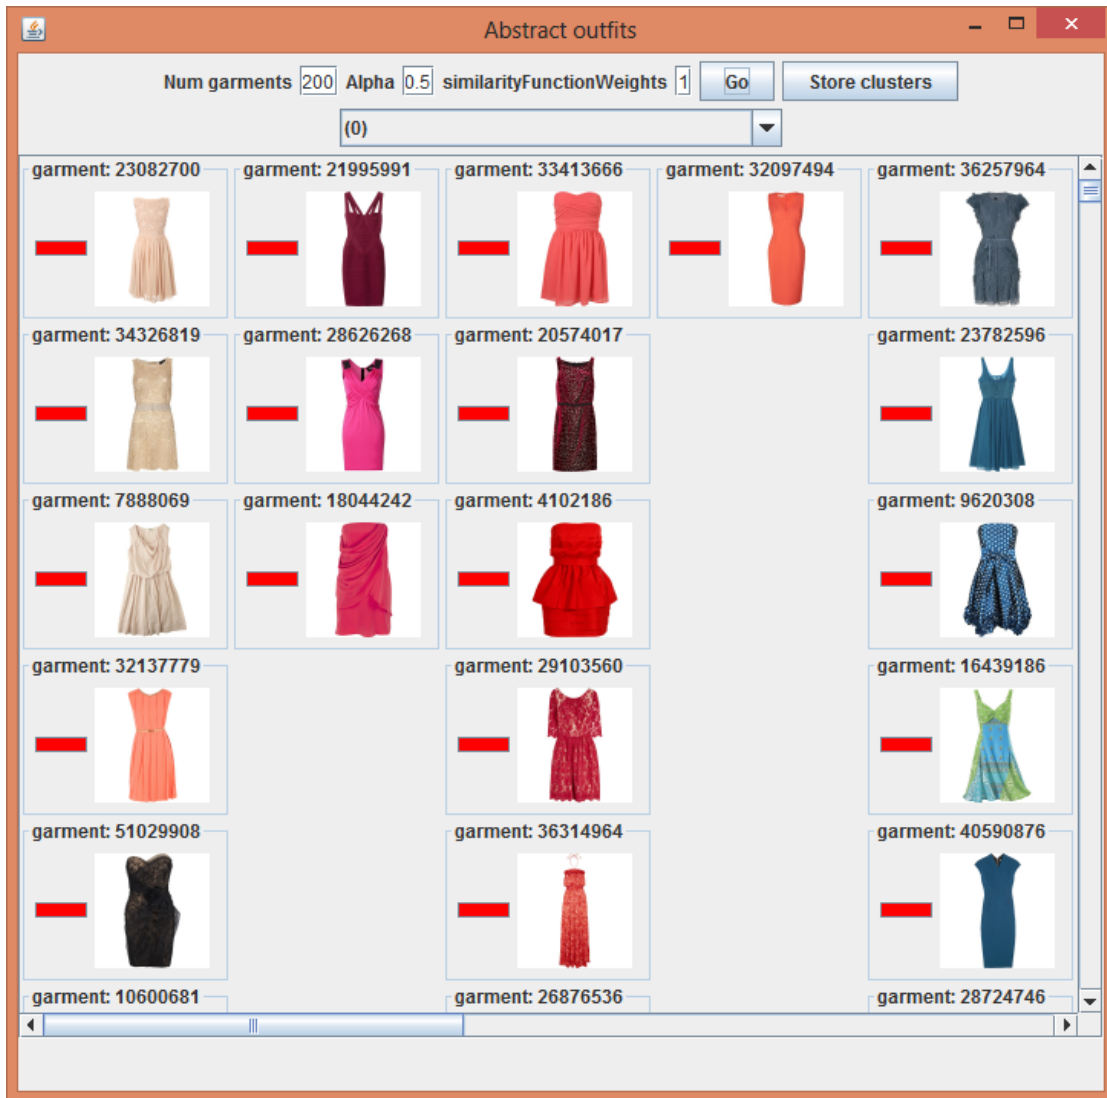 Abstract outfits
Num garments 200 Alpha 0.5 similarityFunctionWeights 1 Go Store clusters
(0)
garment: 23082700 garment: 21995991 garment: 33413666 garment: 32097494 garment: 36257964
garment: 34326819 garment: 28626268 garment: 20574017 garment: 23782596
garment: 7888069 garment: 18044242 garment: 4102186 garment: 9620308
garment: 32137779 garment: 29103560 garment: 16439186
garment: 51029908 garment: 36314964 garment: 40590876
garment: 10600681 garment: 26876536 garment: 28724746